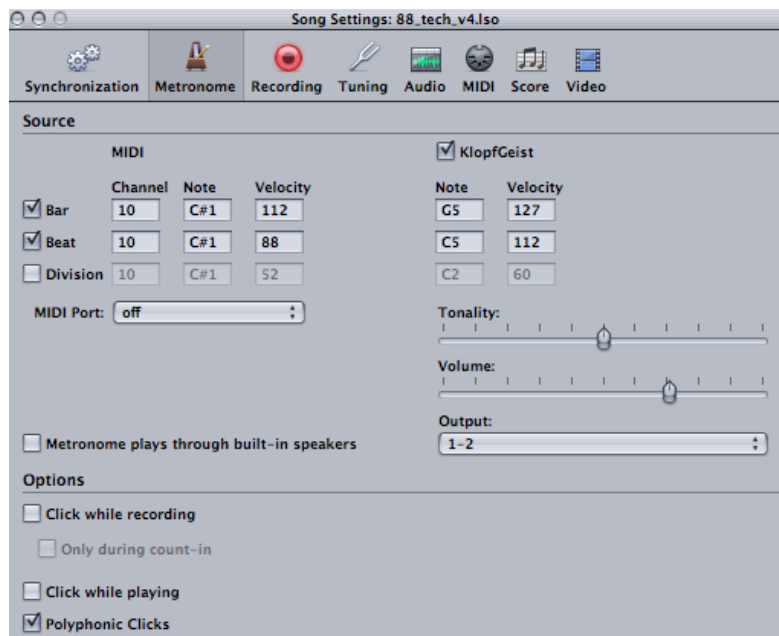 Song Settings: 88_tech_v4.lso
Synchronization Metronome Recording Tuning Audio MIDI Score Video
Source
MIDI KlopfGeist
Channel Note Velocity Note Velocity
Bar 10 C#1 112 G5 127
Beat 10 C#1 88 C5 112
Division 10 C#1 52 C2 60
MIDI Port: off Tonality:
Volume:
Output:
Metronome plays through built-in speakers 1-2
Options
Click while recording
Only during count-in
Click while playing
Polyphonic Clicks